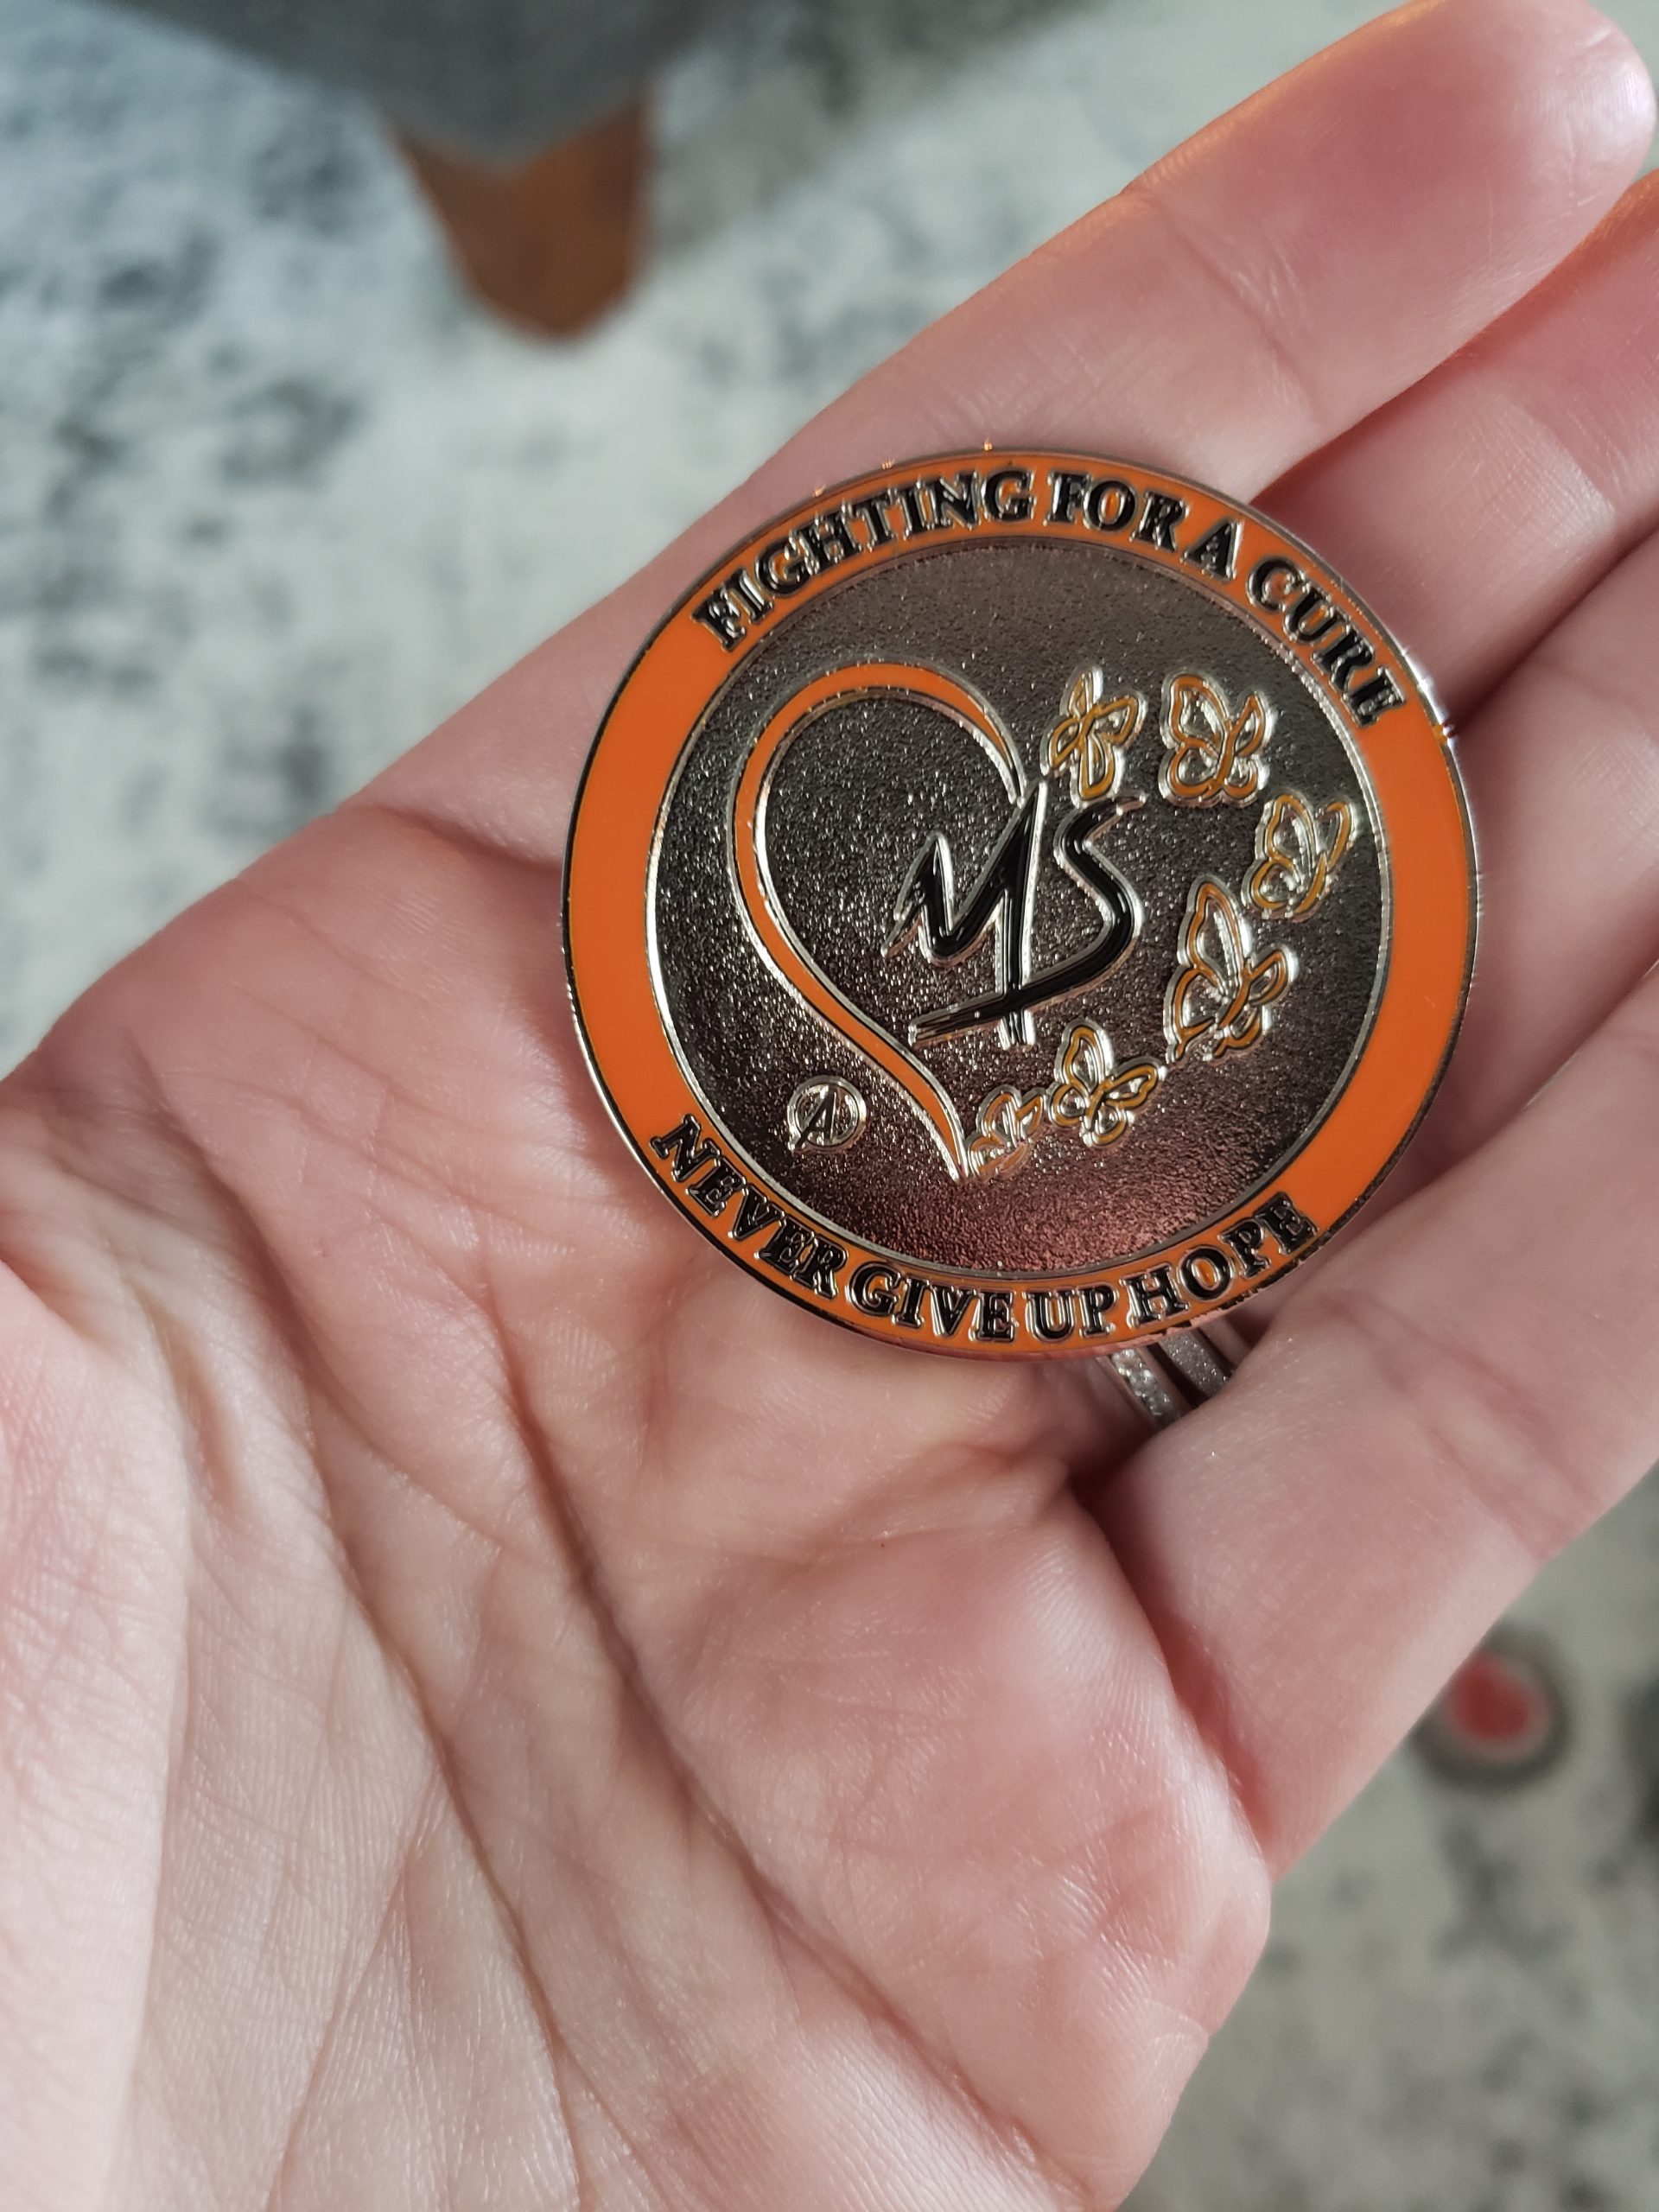 FIGHTING FOR A CURE
MS
A
NEVER GIVE UP HOPE